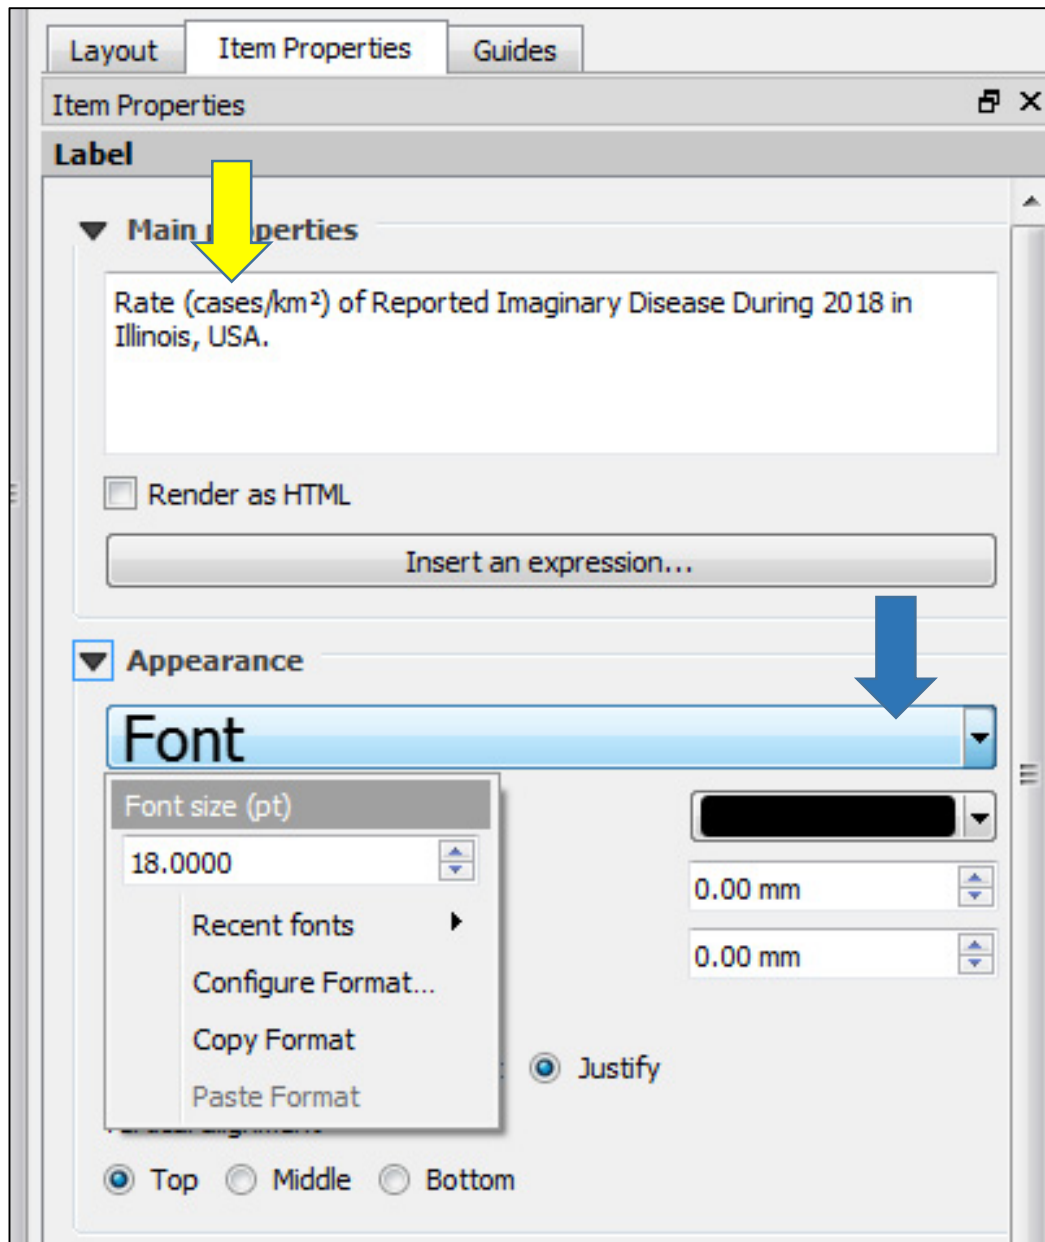 Layout Item Properties Guides
Item Properties
Label
Main properties
Rate (cases/km²) of Reported Imaginary Disease During 2018 in
Illinois, USA.
Render as HTML
Insert an expression...
Appearance
Font
Font size (pt)
18.0000
0.00 mm
Recent fonts
0.00 mm
Configure Format...
Copy Format
Justify
Paste Format
Top Middle Bottom